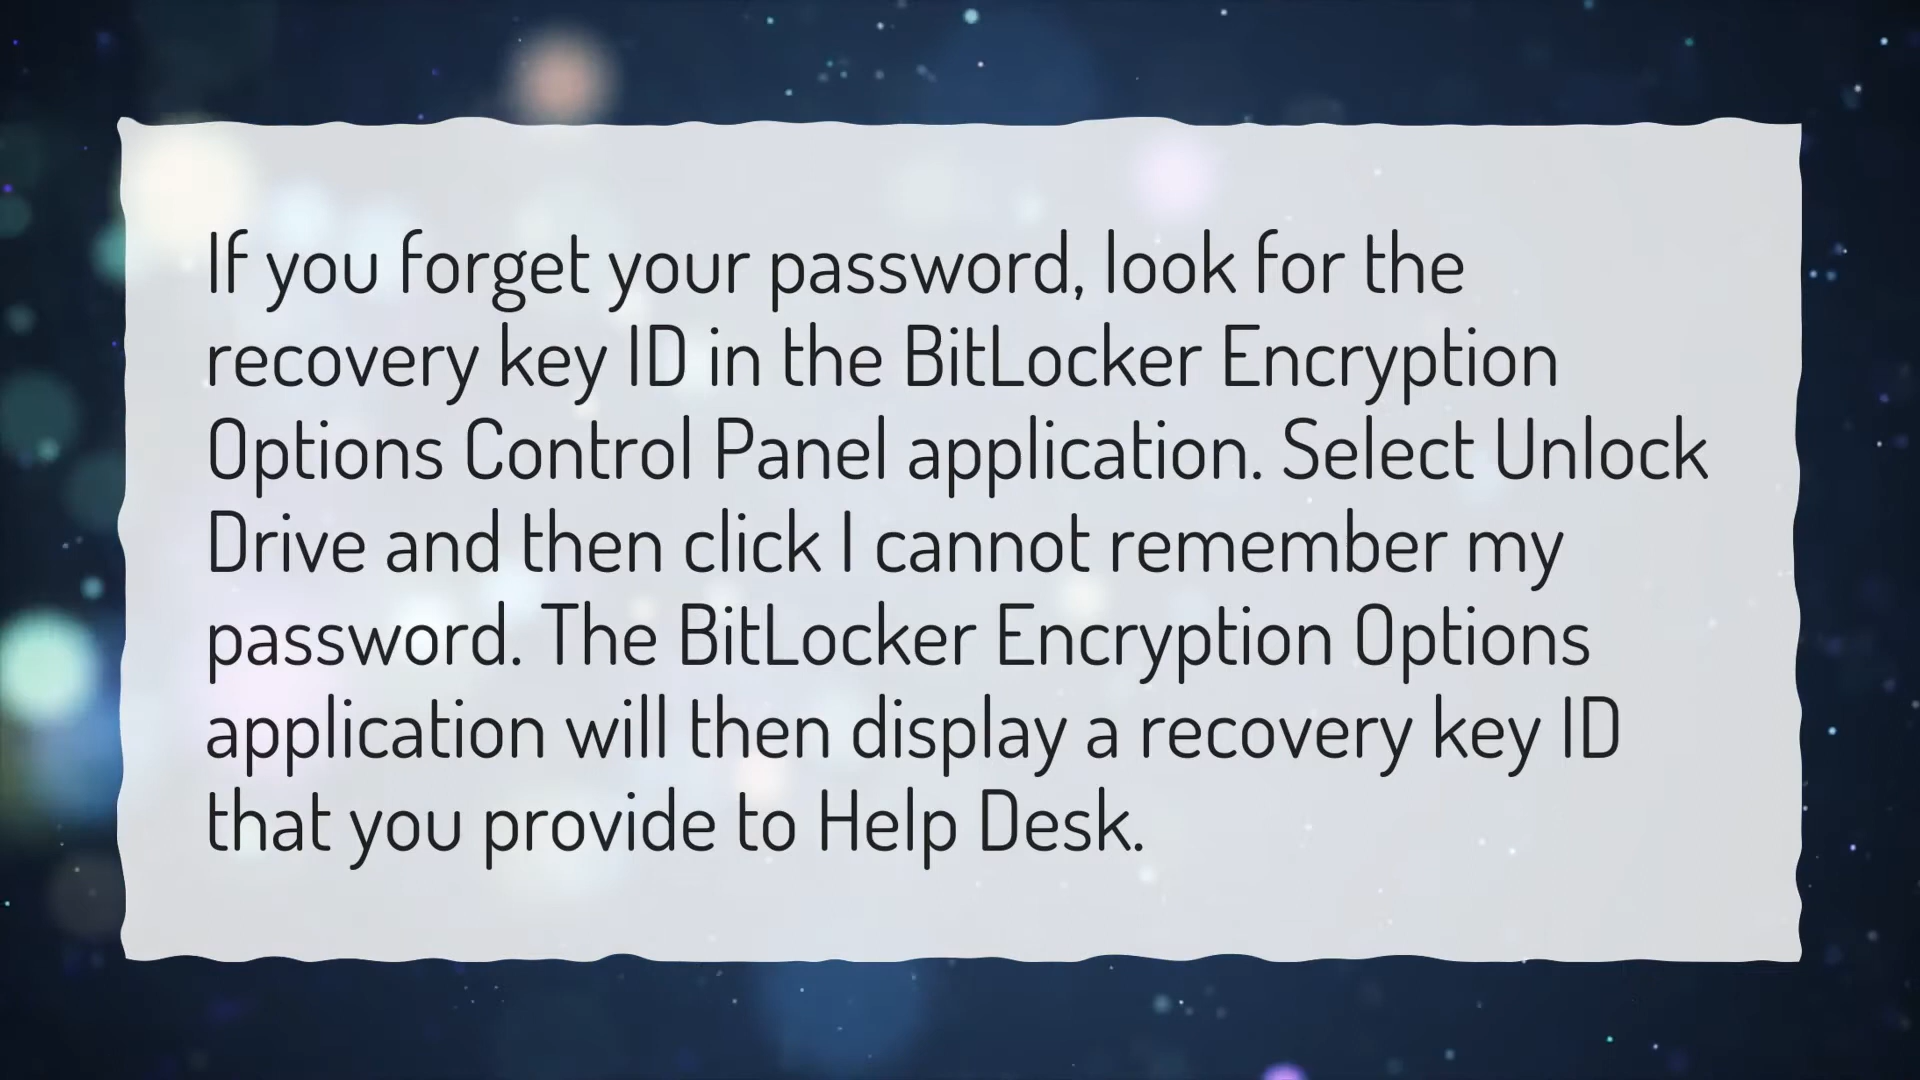 If you forget your password, look for the
recovery key ID in the BitLocker Encryption
Options Control Panel application. Select Unlock
Drive and then click I cannot remember my
password. The BitLocker Encryption Options
application will then display a recovery key ID
that you provide to Help Desk.